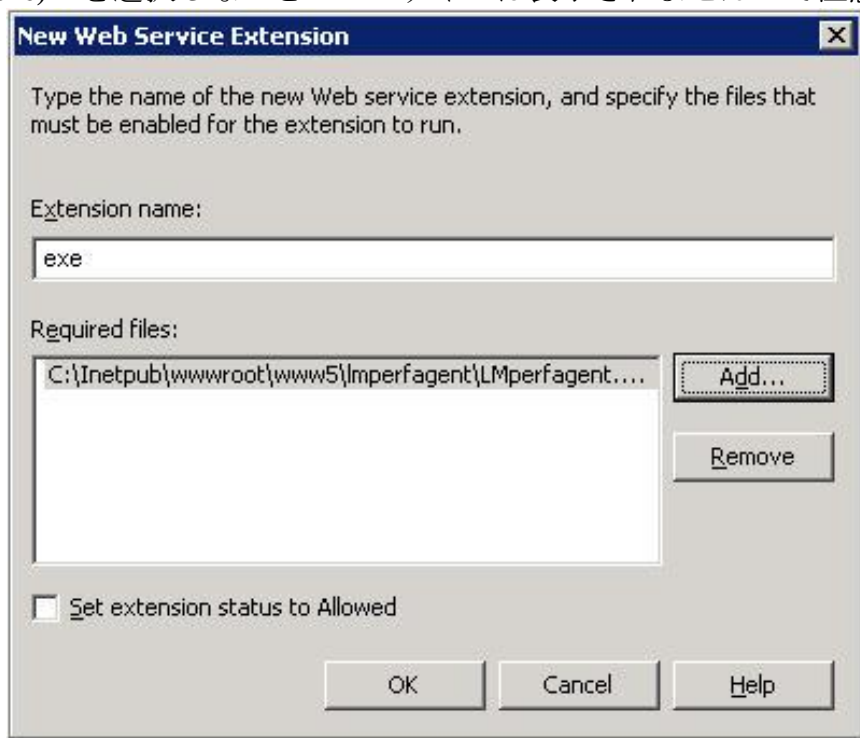 New Web Service Extension
Type the name of the new Web service extension, and specify the files that
must be enabled for the extension to run.
Extension name:
exe
Required files:
C:\Inetpub\wwwroot\www5\lmperfagent\LMperfagent....
Add...
Remove
Set extension status to Allowed
OK
Cancel
Help